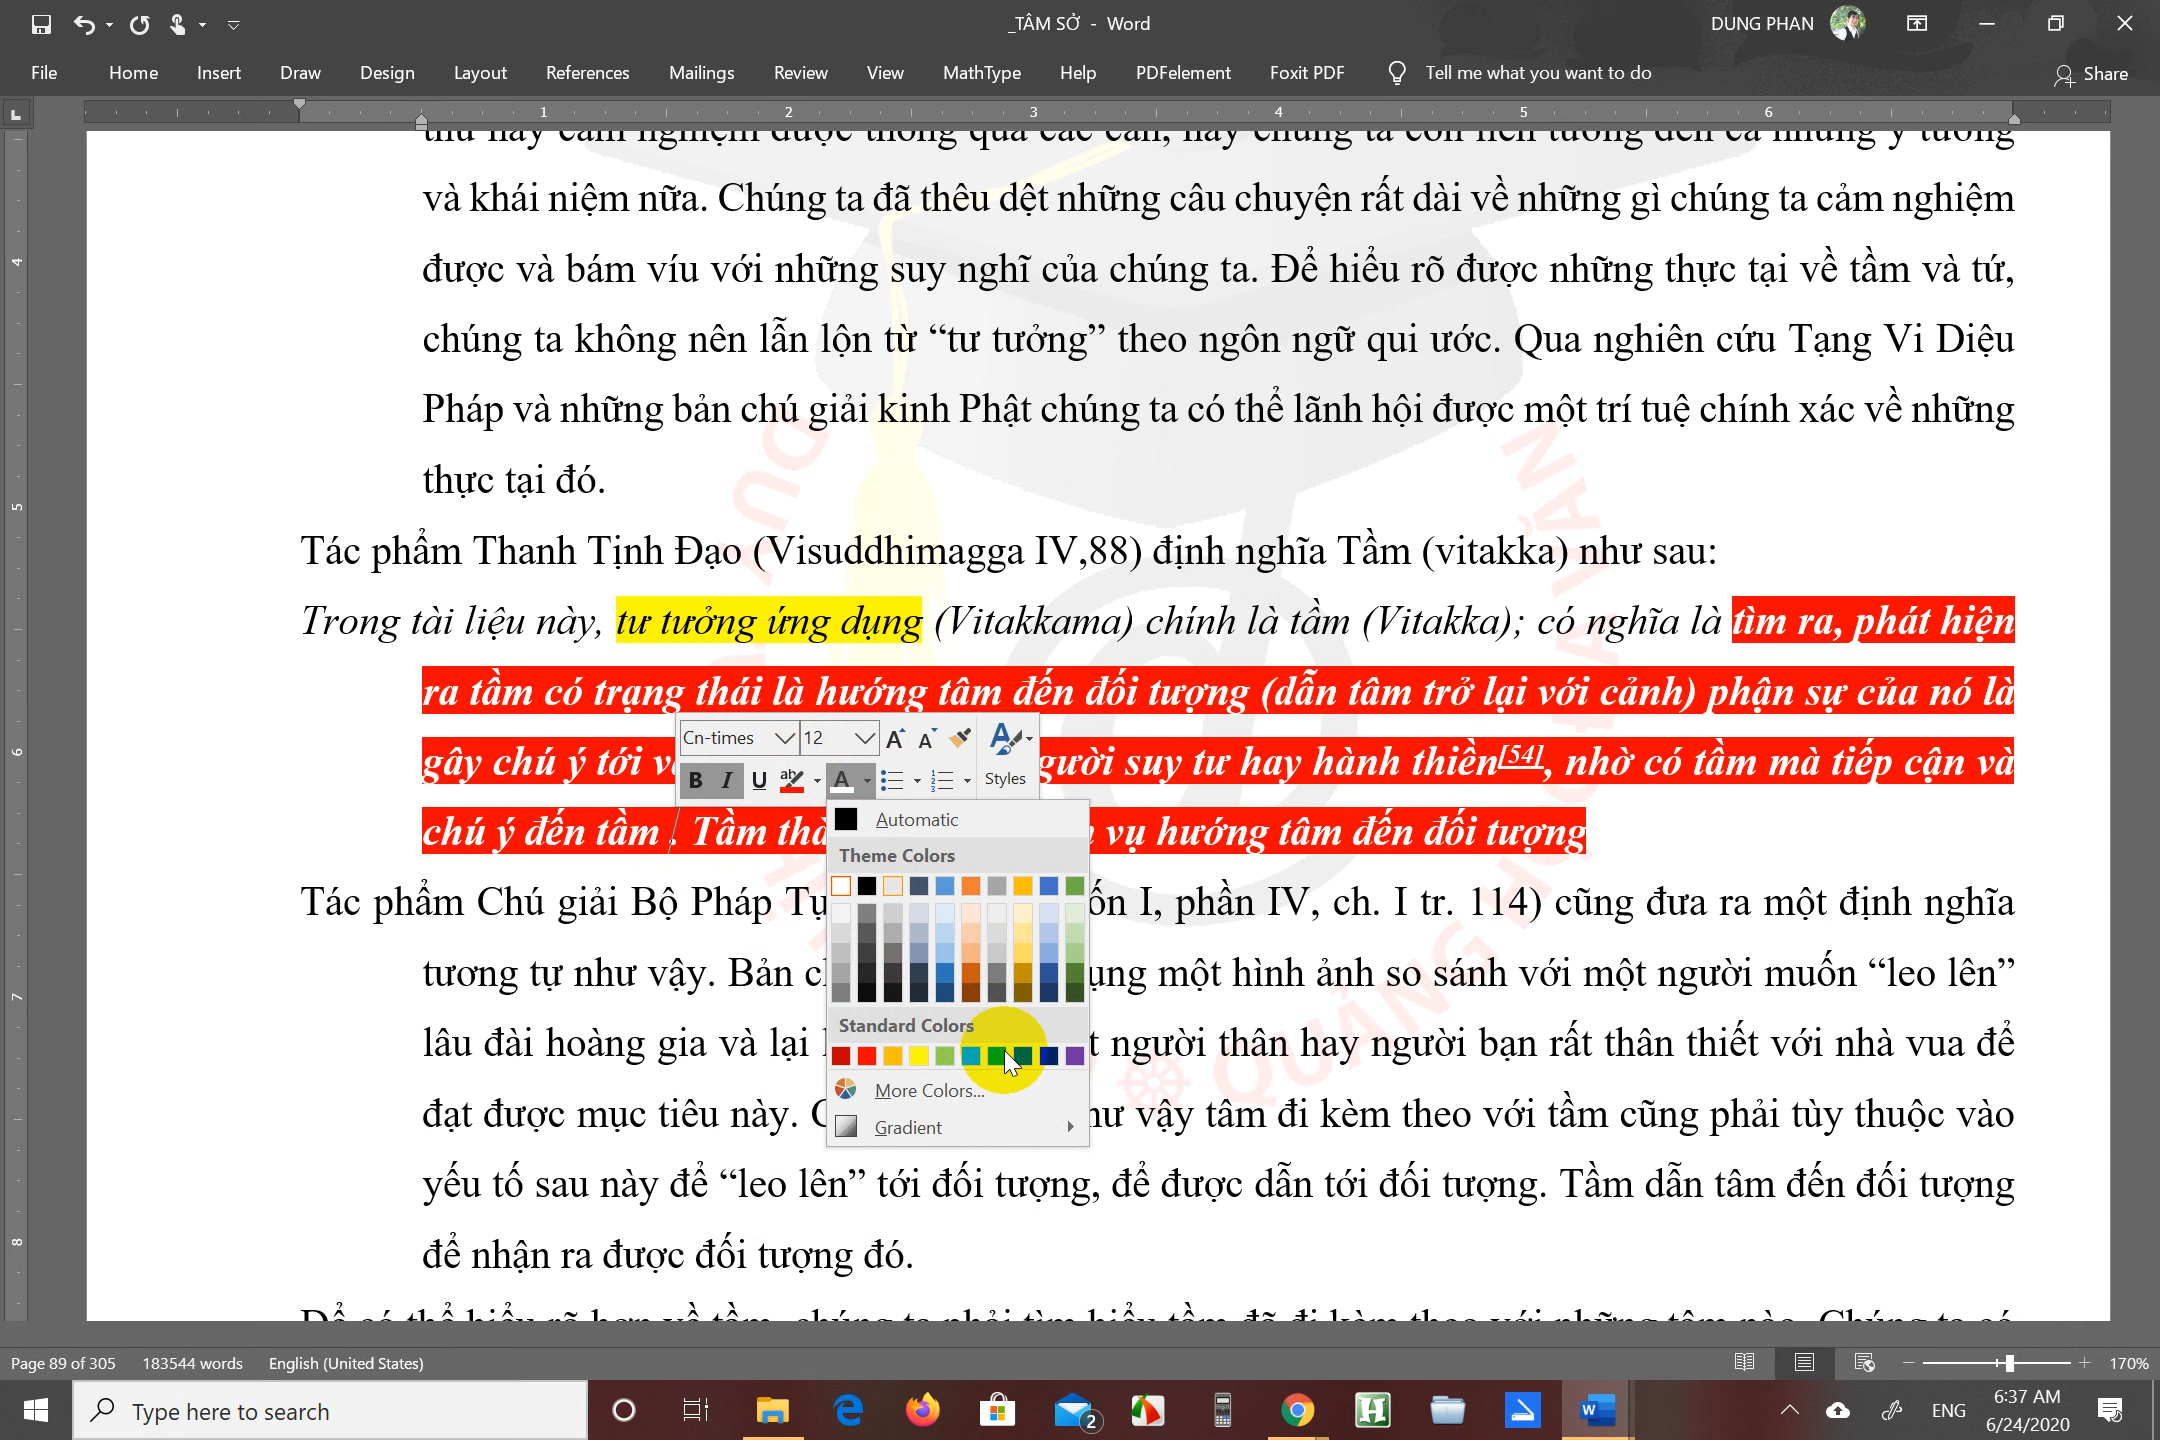 _TÂM SỞ - Word
DUNG PHAN
File Home Insert Draw Design Layout References Mailings Review View MathType Help PDFelement Foxit PDF Tell me what you want to do Share
1 2 3 4 5 6
và khái niệm nữa. Chúng ta đã thêu dệt những câu chuyện rất dài về những gì chúng ta cảm nghiệm
được và bám víu với những suy nghĩ của chúng ta. Để hiểu rõ được những thực tại về tầm và tứ,
chúng ta không nên lẫn lộn từ “tư tưởng” theo ngôn ngữ qui ước. Qua nghiên cứu Tạng Vi Diệu
Pháp và những bản chú giải kinh Phật chúng ta có thể lãnh hội được một trí tuệ chính xác về những
thực tại đó.
Tác phẩm Thanh Tịnh Đạo (Visuddhimagga IV,88) định nghĩa Tầm (vitakka) như sau:
Trong tài liệu này, tư tưởng ứng dụng (Vitakkama) chính là tầm (Vitakka); có nghĩa là tìm ra, phát hiện
ra tầm có trạng thái là hướng tâm đến đối tượng (dẫn tâm trở lại với cảnh) phận sự của nó là
gây chú ý tới người suy tư hay hành thiền[54], nhờ có tầm mà tiếp cận và
chú ý đến tầm . Tầm vụ hướng tâm đến đối tượng
Tác phẩm Chú giải Bộ Pháp I, phần IV, ch. I tr. 114) cũng đưa ra một định nghĩa
tương tự như vậy. Bản một hình ảnh so sánh với một người muốn “leo lên”
lâu đài hoàng gia và lại người thân hay người bạn rất thân thiết với nhà vua để
đạt được mục tiêu này. vậy tâm đi kèm theo với tầm cũng phải tùy thuộc vào
yếu tố sau này để “leo lên” tới đối tượng, để được dẫn tới đối tượng. Tầm dẫn tâm đến đối tượng
để nhận ra được đối tượng đó.
Cn-times 12
B I U Styles
Automatic
Theme Colors
Standard Colors
More Colors...
Gradient
4
5
6
7
8
QUẢNG
Page 89 of 305 183544 words English (United States) 170%
Type here to search
2
ENG
6:37 AM
6/24/2020